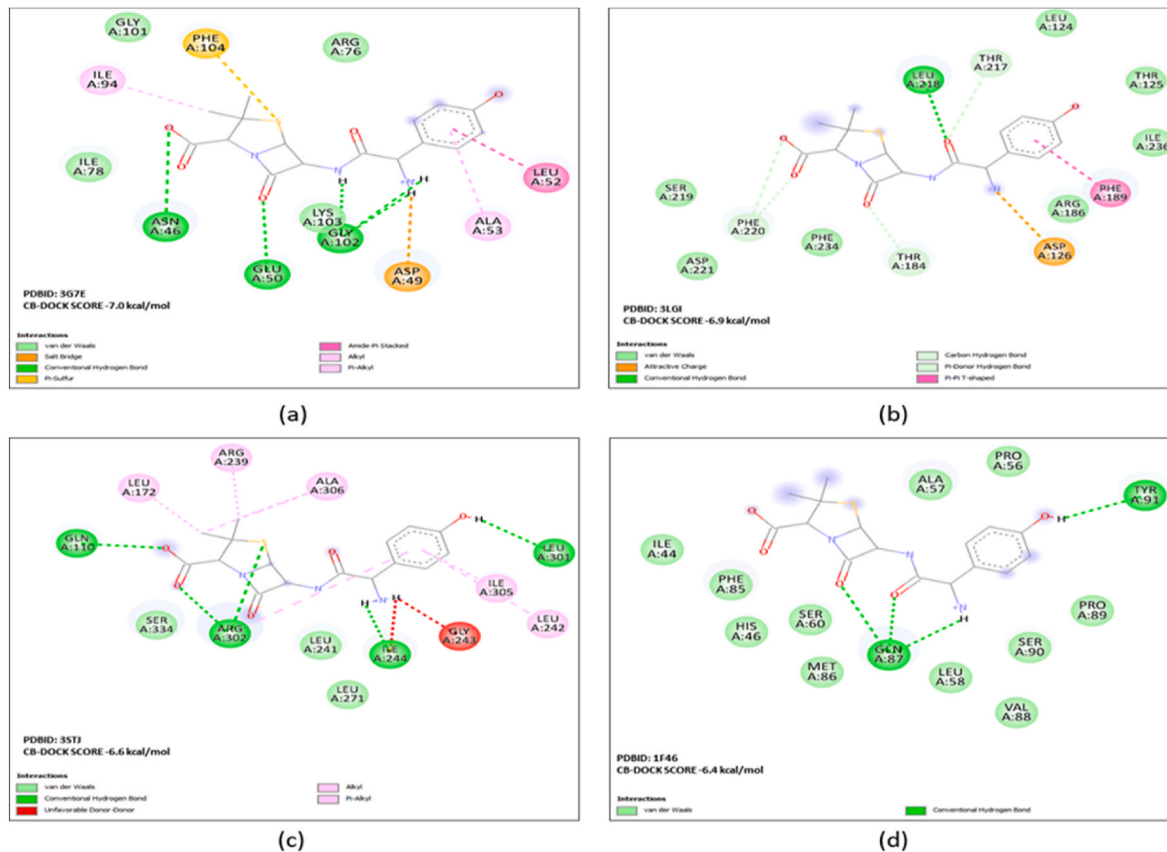 GLY
A:101
PHE
A:104
ARG
A:76
ILE
A:94
ILE
A:78
ASN
A:46
GLU
A:50
LYS
A:103
GLY
A:102
ASP
A:49
ALA
A:53
LEU
A:52
O
O
S
N
O
N
H
O
N
H
H
O
PDBID: 3G7E
CB-DOCK SCORE -7.0 kcal/mol
Interactions
van der Waals
Salt Bridge
Conventional Hydrogen Bond
Pi-Sulfur
Amide-Pi Stacked
Alkyl
Pi-Alkyl
(a)
LEU
A:124
THR
A:217
LEU
A:218
THR
A:125
ILE
A:236
PHE
A:189
ARG
A:186
ASP
A:126
SER
A:219
PHE
A:220
ASP
A:221
PHE
A:234
THR
A:184
PDBID: 3LGI
CB-DOCK SCORE -6.9 kcal/mol
Interactions
van der Waals
Attractive Charge
Conventional Hydrogen Bond
Carbon Hydrogen Bond
Pi-Donor Hydrogen Bond
Pi-Pi T-shaped
(b)
ARG
A:239
LEU
A:172
ALA
A:306
GLN
A:110
LEU
A:301
ILE
A:305
LEU
A:242
SER
A:334
ARG
A:302
LEU
A:241
ILE
A:244
GLY
A:243
LEU
A:271
PDBID: 3STJ
CB-DOCK SCORE -6.6 kcal/mol
Interactions
van der Waals
Conventional Hydrogen Bond
Unfavorable Donor-Donor
Alkyl
Pi-Alkyl
(c)
PRO
A:56
ALA
A:57
TYR
A:91
ILE
A:44
PHE
A:85
HIS
A:46
SER
A:60
MET
A:86
GLN
A:87
LEU
A:58
SER
A:90
PRO
A:89
VAL
A:88
PDBID: 1F46
CB-DOCK SCORE -6.4 kcal/mol
Interactions
van der Waals
Conventional Hydrogen Bond
(d)